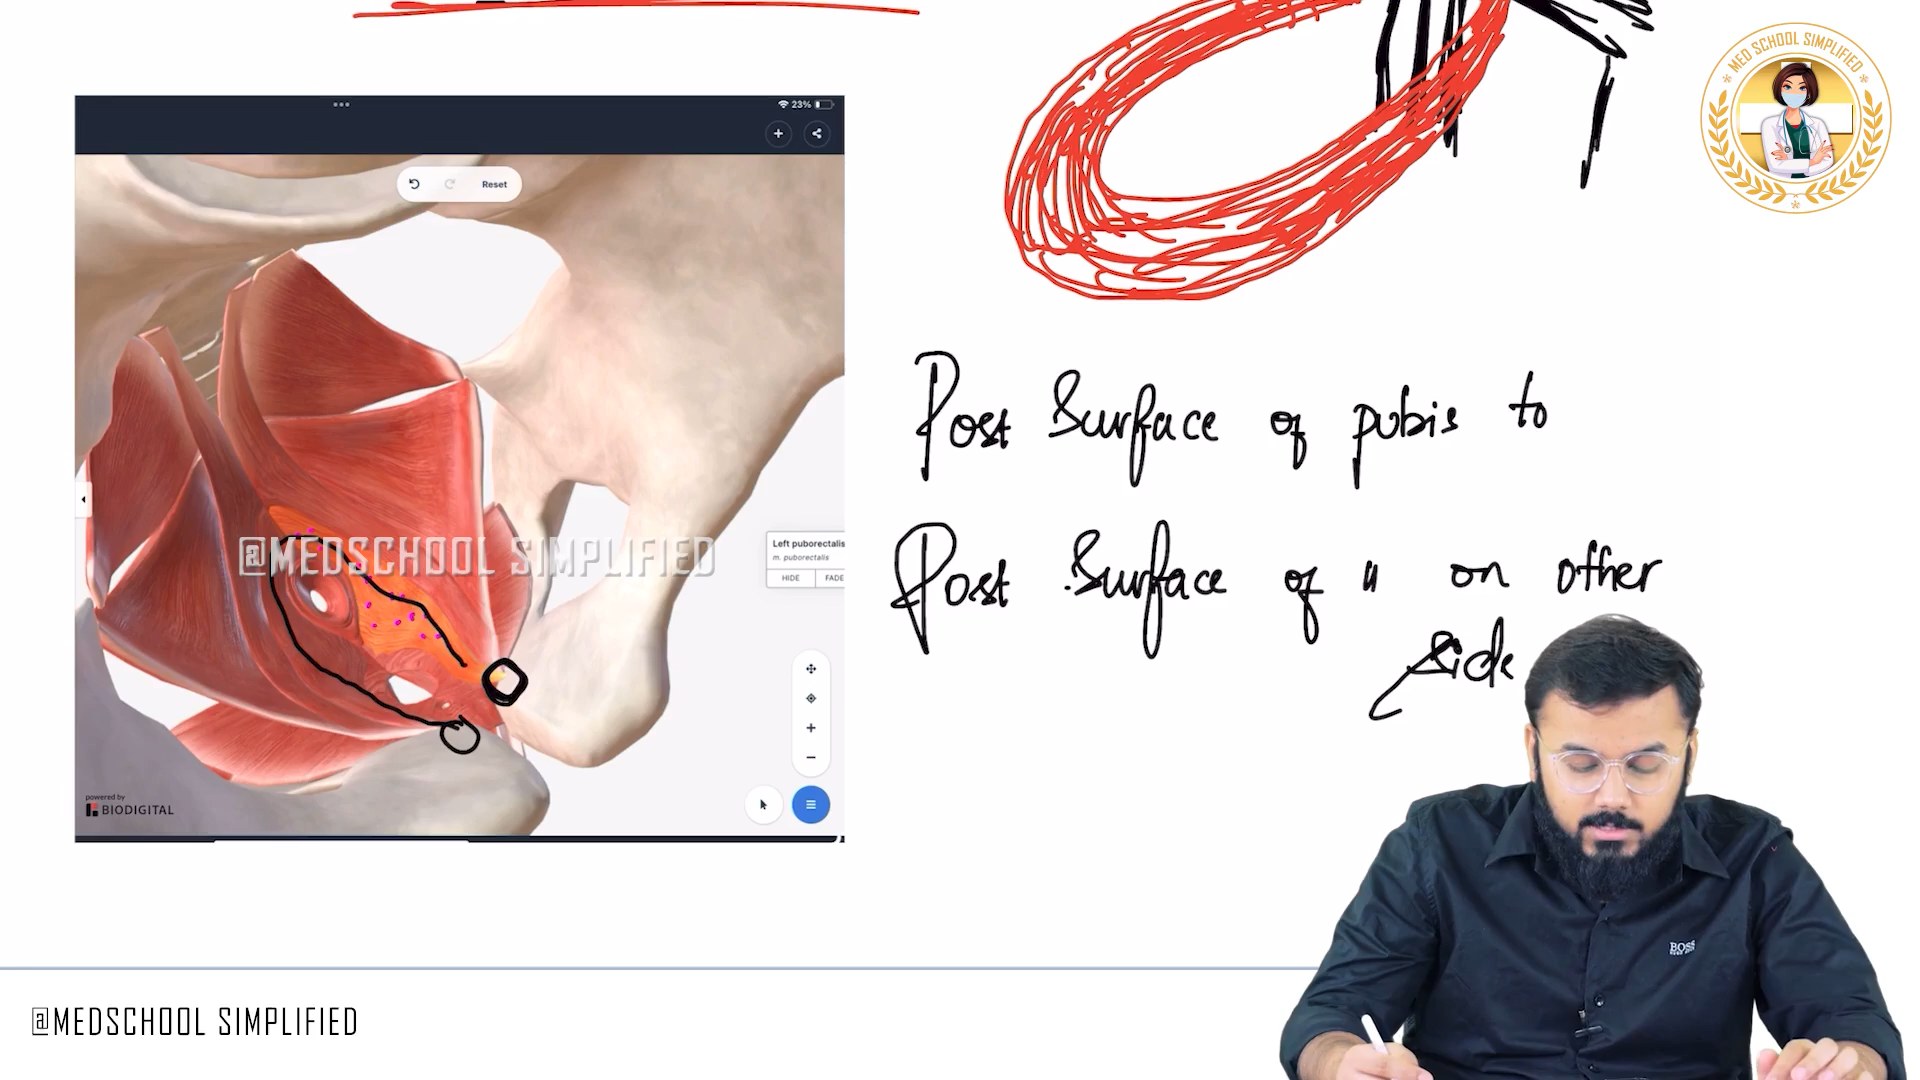 MED SCHOOL SIMPLIFIED
23%
Reset
Post Surface of pubis to
Post Surface of " on other
side
@MEDSCHOOL SIMPLIFIED
Left puborectalis
m. puborectalis
HIDE
FADE
powered by
BIODIGITAL
BOSS
@MEDSCHOOL SIMPLIFIED